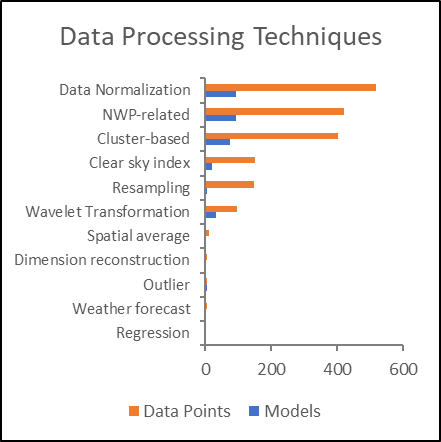 Data Processing Techniques
Data Normalization
NWP-related
Cluster-based
Clear sky index
Resampling
Wavelet Transformation
Spatial average
Dimension reconstruction
Outlier
Weather forecast
Regression
0 200 400 600
Data Points Models